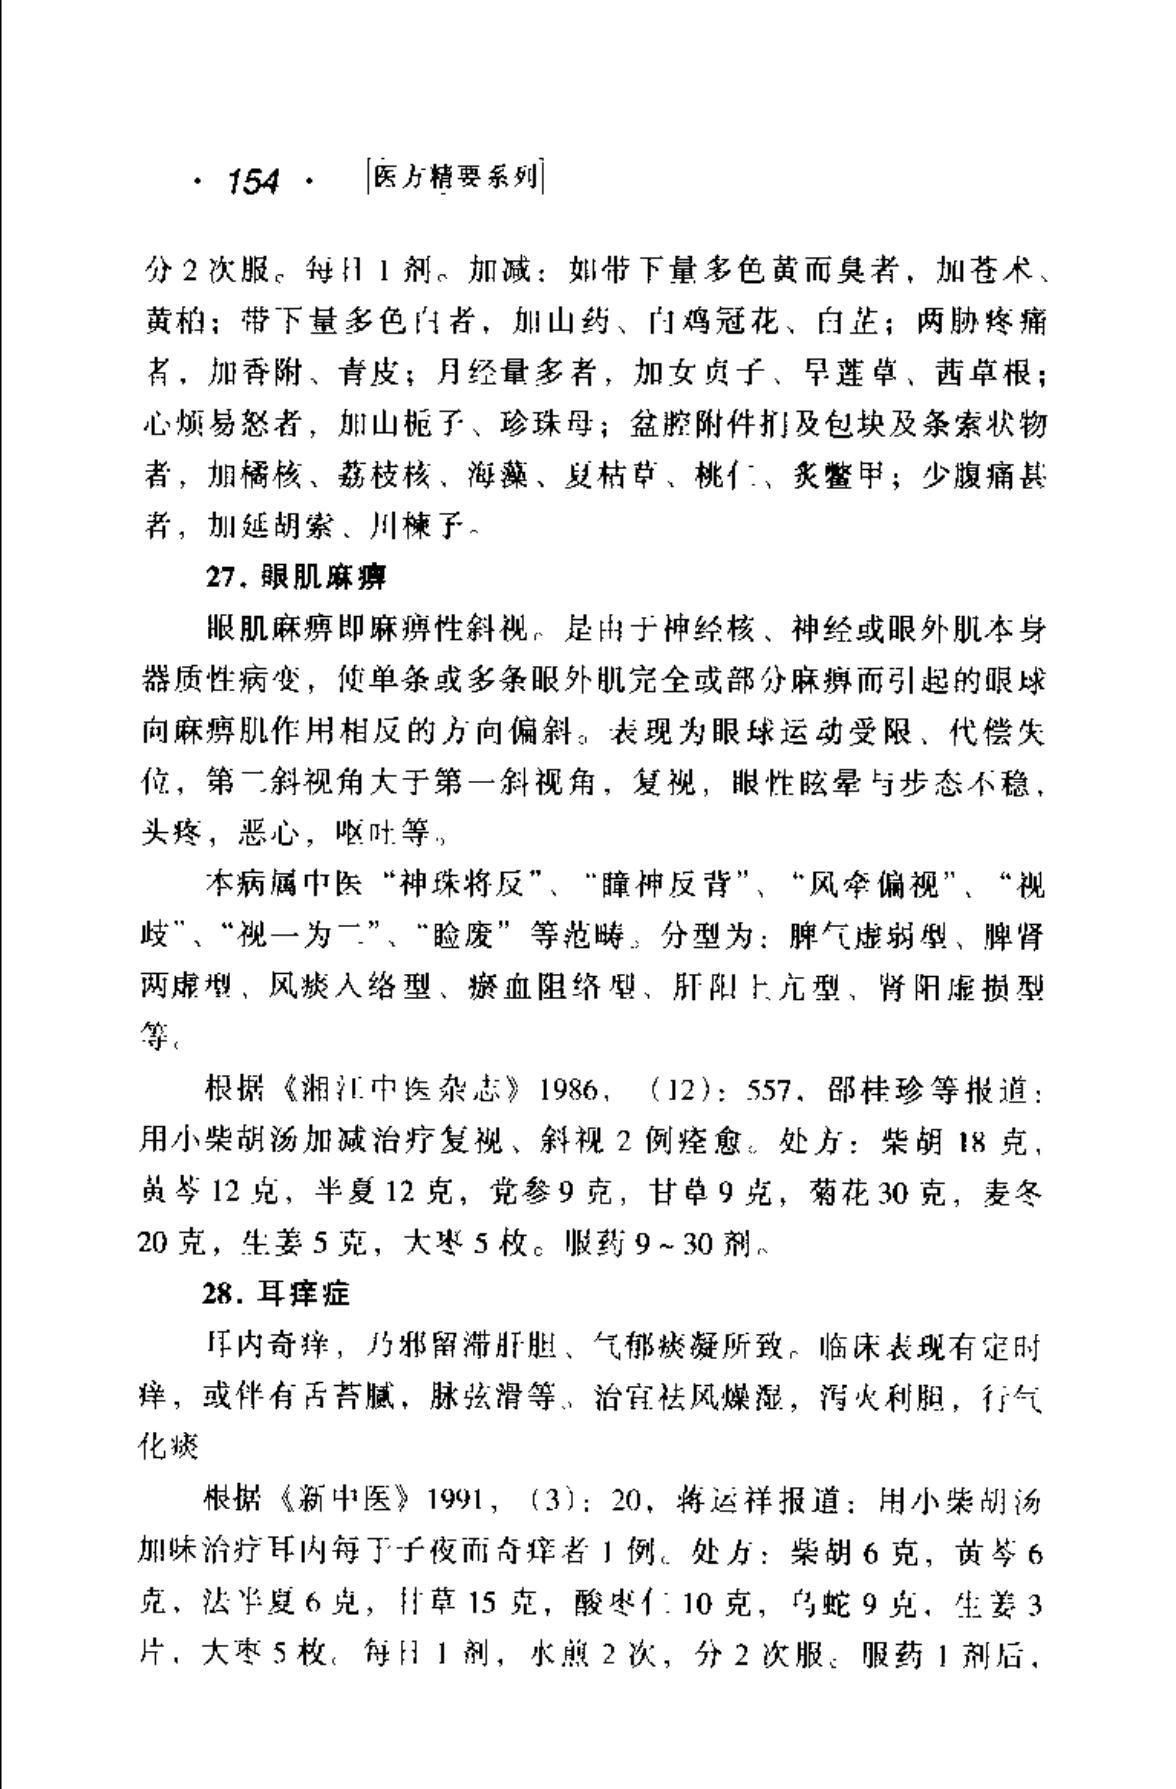 · 154 · 医方精要系列
分 2 次服。每日 1 剂。加减：如带下量多色黄而臭者，加苍术、
黄柏；带下量多色白者，加山药、白鸡冠花、白芷；两胁疼痛
者，加香附、青皮；月经量多者，加女贞子、旱莲草、茜草根；
心烦易怒者，加山栀子、珍珠母；盆腔附件扪及包块及条索状物
者，加橘核、荔枝核、海藻、夏枯草、桃仁、炙鳖甲；少腹痛甚
者，加延胡索、川楝子。
27. 眼肌麻痹
眼肌麻痹即麻痹性斜视。是由于神经核、神经或眼外肌本身
器质性病变，使单条或多条眼外肌完全或部分麻痹而引起的眼球
向麻痹肌作用相反的方向偏斜。表现为眼球运动受限、代偿失
位，第二斜视角大于第一斜视角，复视，眼性眩晕与步态不稳，
头疼，恶心，呕吐等。
本病属中医“神珠将反”、“瞳神反背”、“风牵偏视”、“视
歧”、“视一为二”、“睑废”等范畴。分型为：脾气虚弱型、脾肾
两虚型、风痰入络型、瘀血阻络型、肝阳上亢型、肾阳虚损型
等。
根据《湘江中医杂志》1986，（12）：557，邵桂珍等报道：
用小柴胡汤加减治疗复视、斜视 2 例痊愈。处方：柴胡 18 克，
黄芩 12 克，半夏 12 克，党参 9 克，甘草 9 克，菊花 30 克，麦冬
20 克，生姜 5 克，大枣 5 枚。服药 9～30 剂。
28. 耳痒症
耳内奇痒，乃邪留滞肝胆、气郁痰凝所致。临床表现有定时
痒，或伴有舌苔腻，脉弦滑等。治宜祛风燥湿，泻火利胆，行气
化痰
根据《新中医》1991，（3）：20，蒋运祥报道：用小柴胡汤
加味治疗耳内每于子夜而奇痒者 1 例。处方：柴胡 6 克，黄芩 6
克，法半夏 6 克，甘草 15 克，酸枣仁 10 克，乌蛇 9 克，生姜 3
片，大枣 5 枚。每日 1 剂，水煎 2 次，分 2 次服。服药 1 剂后，